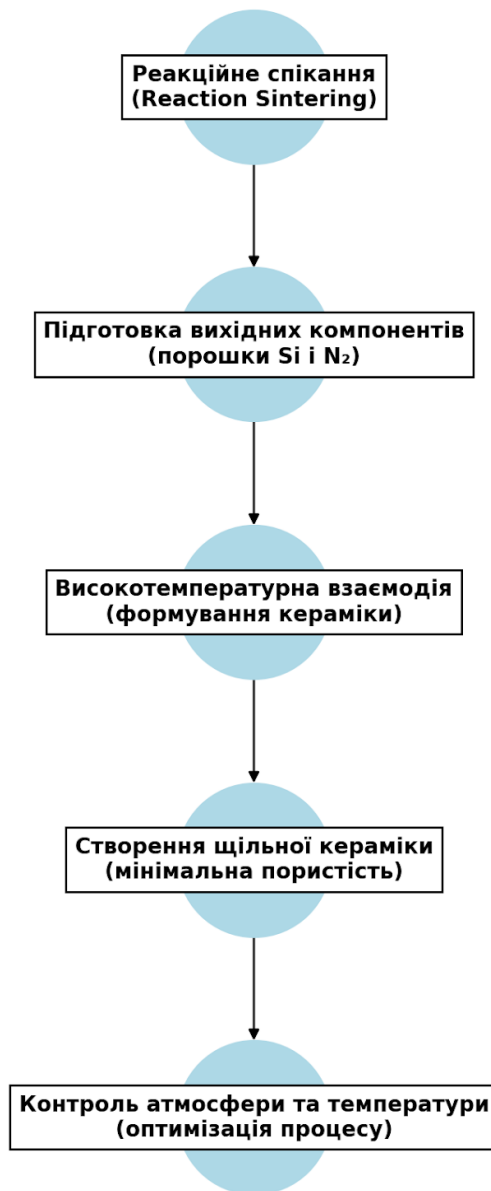 Реакційне спікання
(Reaction Sintering)
Підготовка вихідних компонентів
(порошки Si і N₂)
Високотемпературна взаємодія
(формування кераміки)
Створення щільної кераміки
(мінімальна пористість)
Контроль атмосфери та температури
(оптимізація процесу)